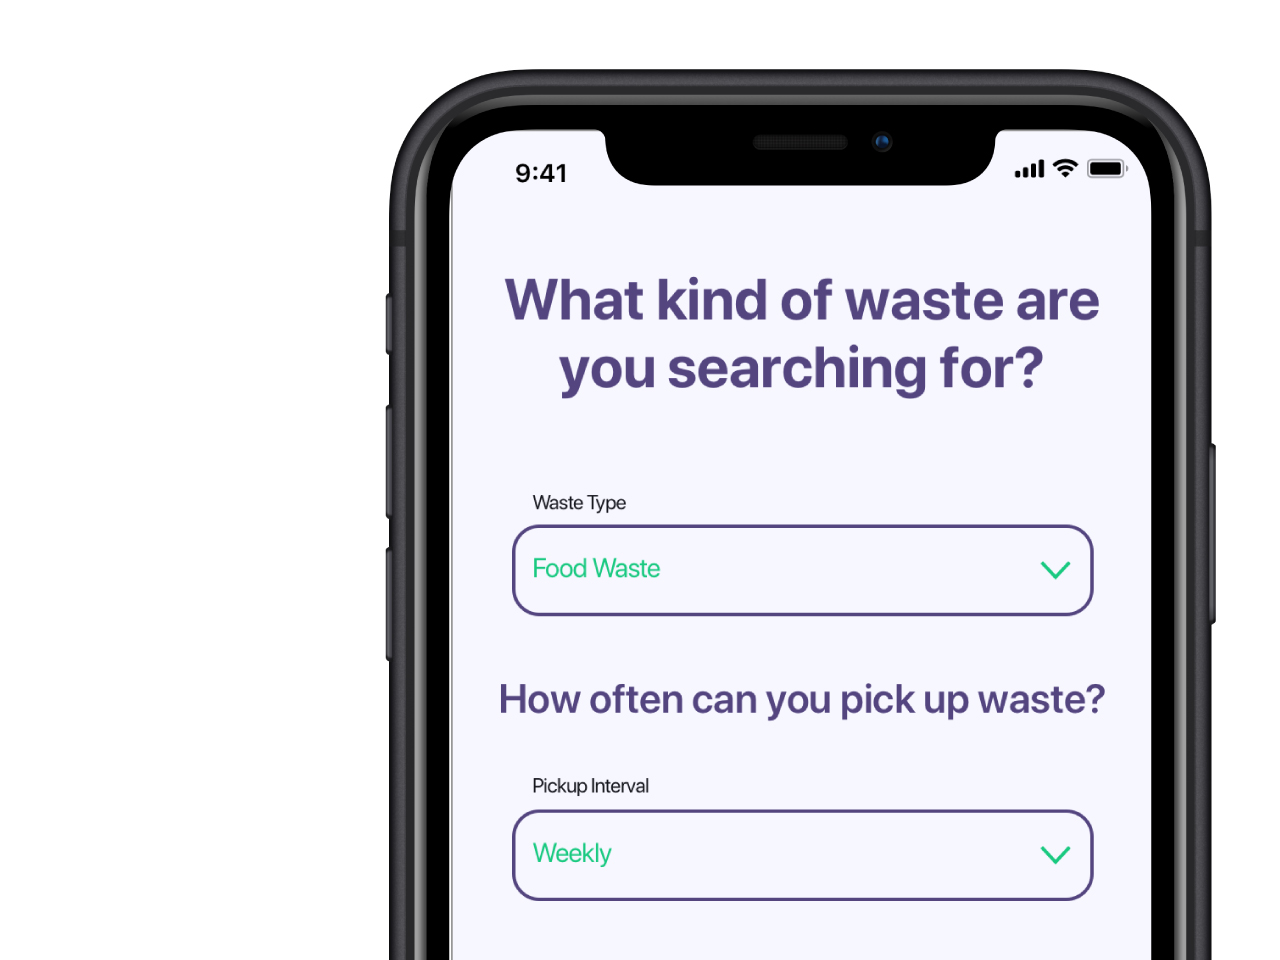 9:41
What kind of waste are
you searching for?
Waste Type
Food Waste
How often can you pick up waste?
Pickup Interval
Weekly